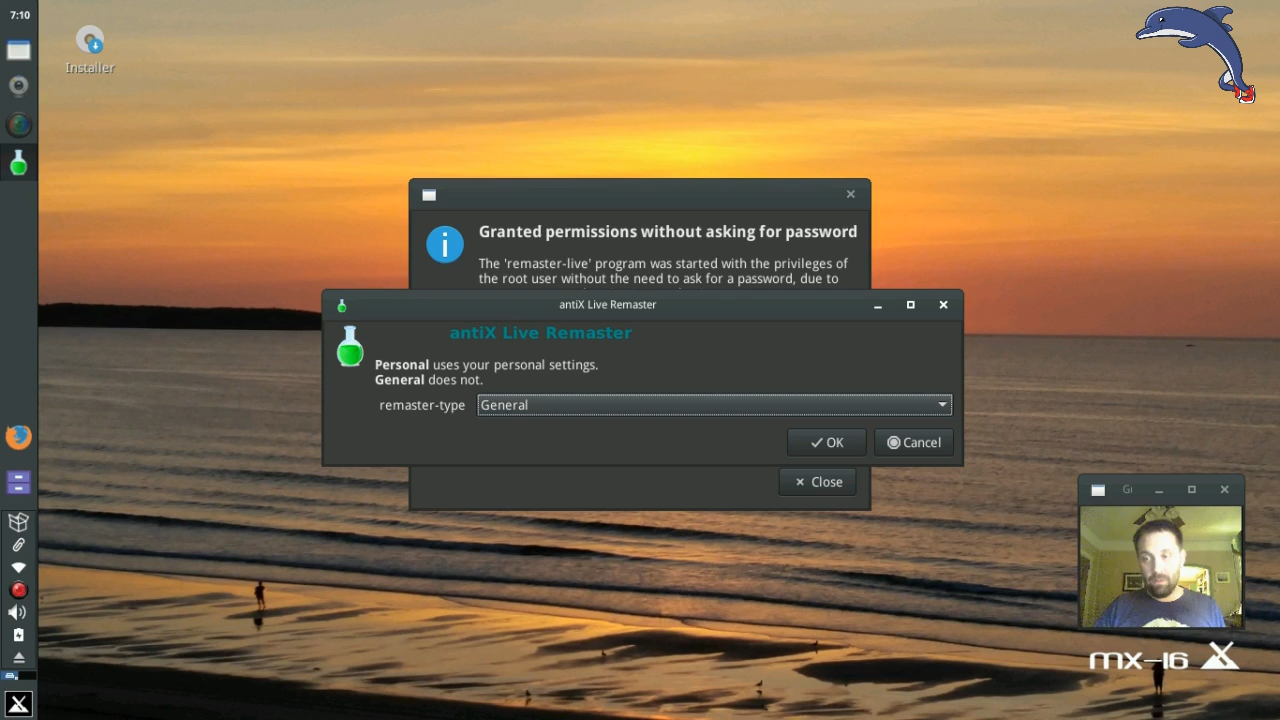 7:10
Installer
Granted permissions without asking for password
The 'remaster-live' program was started with the privileges of
the root user without the need to ask for a password, due to
antiX Live Remaster
antiX Live Remaster
Personal uses your personal settings.
General does not.
remaster-type General
OK Cancel
Close
Gi
mx-16